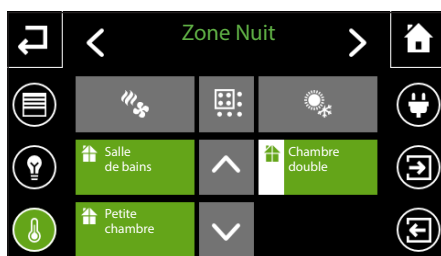 Zone Nuit
Salle
de bains
Chambre
double
Petite
chambre